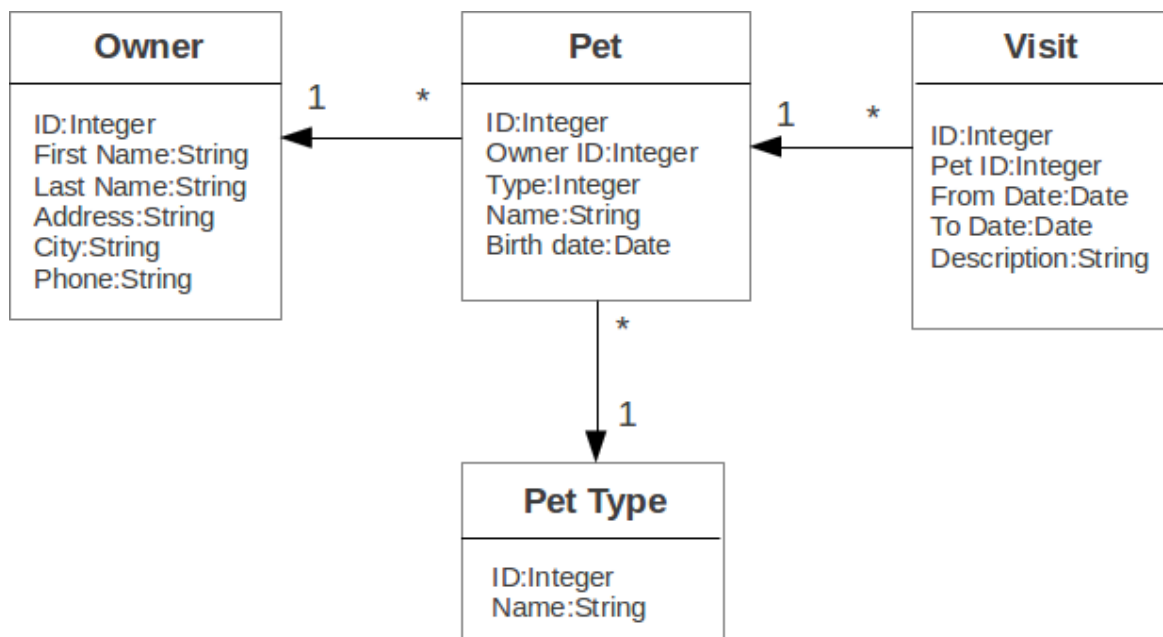 Owner
ID:Integer
First Name:String
Last Name:String
Address:String
City:String
Phone:String
1
*
Pet
ID:Integer
Owner ID:Integer
Type:Integer
Name:String
Birth date:Date
1
*
Visit
ID:Integer
Pet ID:Integer
From Date:Date
To Date:Date
Description:String
*
1
Pet Type
ID:Integer
Name:String